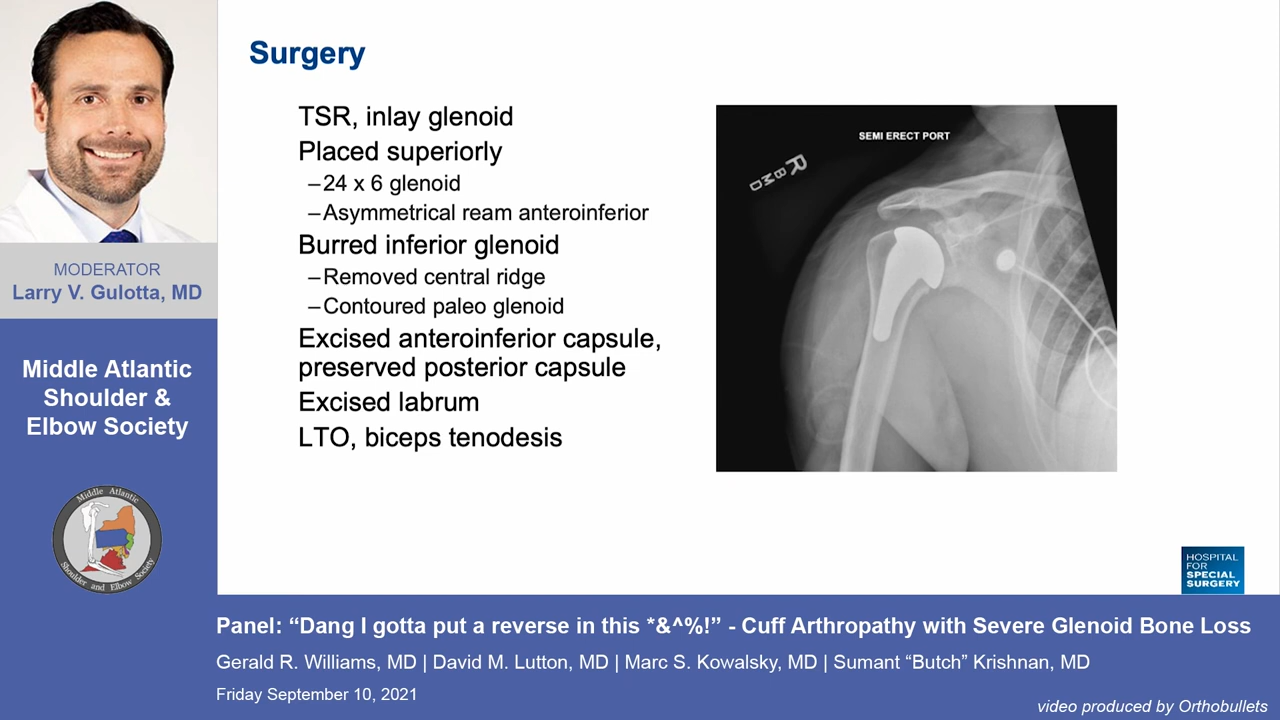 Surgery
TSR, inlay glenoid
Placed superiorly
–24 x 6 glenoid
–Asymmetrical ream anteroinferior
Burred inferior glenoid
–Removed central ridge
–Contoured paleo glenoid
Excised anteroinferior capsule,
preserved posterior capsule
Excised labrum
LTO, biceps tenodesis
SEMI ERECT PORT
R
BMD
MODERATOR
Larry V. Gulotta, MD
Middle Atlantic
Shoulder &
Elbow Society
Middle Atlantic
Shoulder and Elbow Society
HOSPITAL
FOR
SPECIAL
SURGERY
Panel: “Dang I gotta put a reverse in this *&^%!” - Cuff Arthropathy with Severe Glenoid Bone Loss
Gerald R. Williams, MD | David M. Lutton, MD | Marc S. Kowalsky, MD | Sumant “Butch” Krishnan, MD
Friday September 10, 2021
video produced by Orthobullets